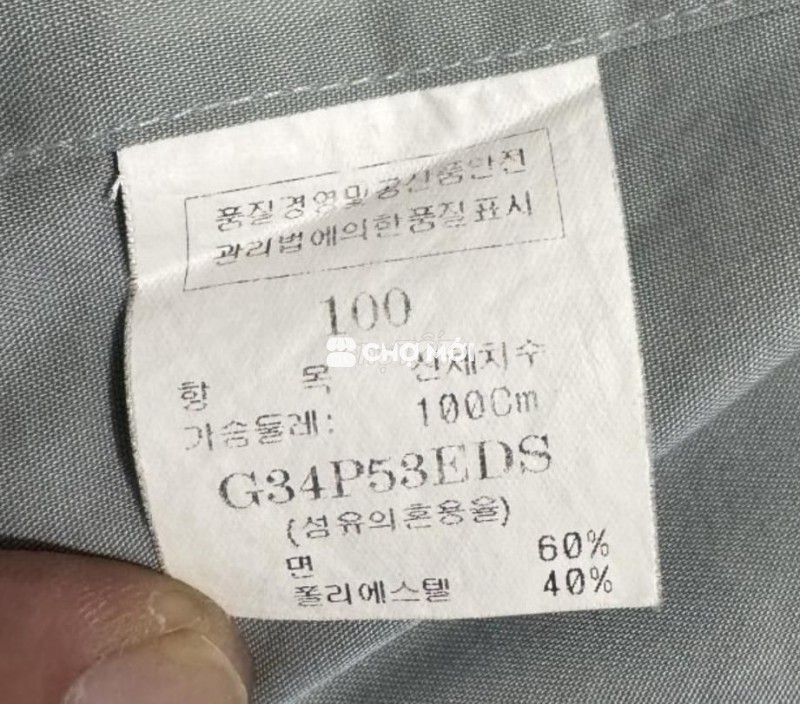 품질경영및공산품안전
관리법에의한품질표시
100
CHỢ MỚI
항 목 신체치수
가슴둘레: 100Cm
G34P53EDS
(섬유의혼용율)
면 60%
폴리에스텔 40%